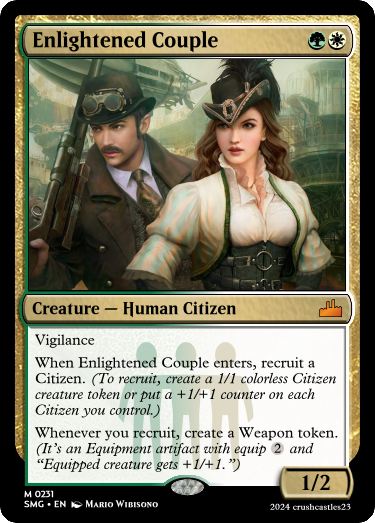 Enlightened Couple
Creature — Human Citizen
Vigilance
When Enlightened Couple enters, recruit a
Citizen. (To recruit, create a 1/1 colorless Citizen
creature token or put a +1/+1 counter on each
Citizen you control.)
Whenever you recruit, create a Weapon token.
(It's an Equipment artifact with equip 2 and
“Equipped creature gets +1/+1.”)
1/2
M 0231
SMG • EN Mario Wibisono
2024 crushcastles23